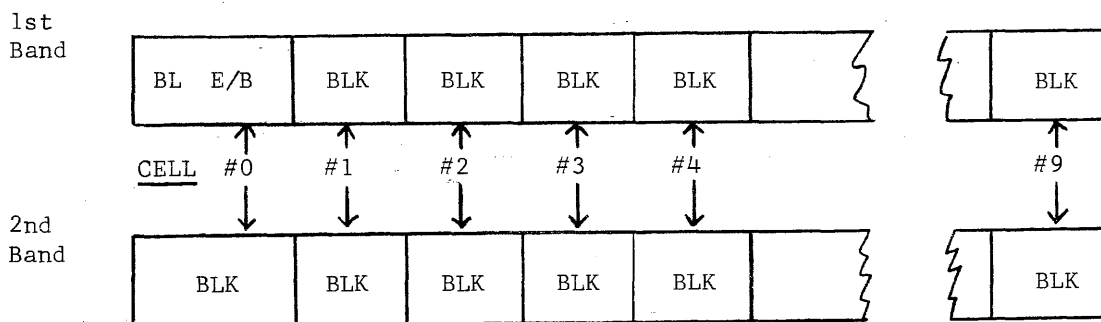 1st
Band
BL E/B BLK BLK BLK BLK BLK
CELL #0 #1 #2 #3 #4 #9
2nd
Band
BLK BLK BLK BLK BLK BLK